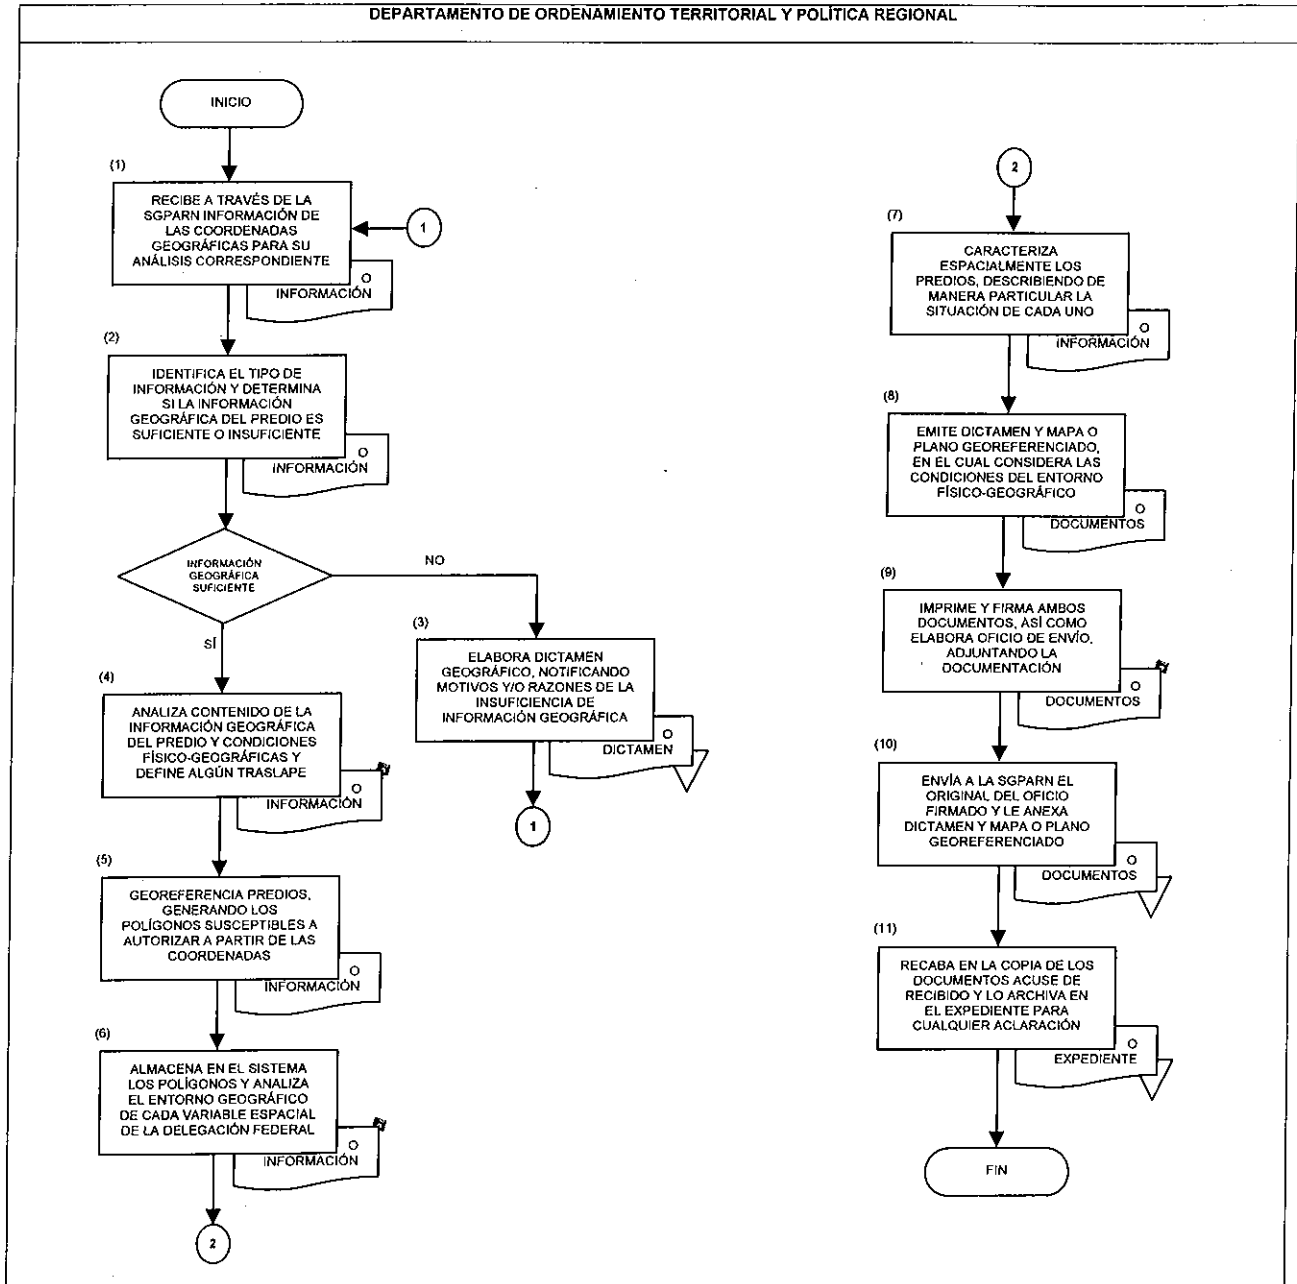 DEPARTAMENTO DE ORDENAMIENTO TERRITORIAL Y POLÍTICA REGIONAL
INICIO
(1)
RECIBE A TRAVÉS DE LA
SGPARN INFORMACIÓN DE
LAS COORDENADAS
GEOGRÁFICAS PARA SU
ANÁLISIS CORRESPONDIENTE
1
O
INFORMACIÓN
(2)
IDENTIFICA EL TIPO DE
INFORMACIÓN Y DETERMINA
SI LA INFORMACIÓN
GEOGRÁFICA DEL PREDIO ES
SUFICIENTE O INSUFICIENTE
O
INFORMACIÓN
INFORMACIÓN
GEOGRÁFICA
SUFICIENTE
NO
SÍ
(3)
ELABORA DICTAMEN
GEOGRÁFICO, NOTIFICANDO
MOTIVOS Y/O RAZONES DE LA
INSUFICIENCIA DE
INFORMACIÓN GEOGRÁFICA
O
DICTAMEN
1
(4)
ANALIZA CONTENIDO DE LA
INFORMACIÓN GEOGRÁFICA
DEL PREDIO Y CONDICIONES
FÍSICO-GEOGRÁFICAS Y
DEFINE ALGÚN TRASLAPE
O
INFORMACIÓN
(5)
GEOREFERENCIA PREDIOS,
GENERANDO LOS
POLÍGONOS SUSCEPTIBLES A
AUTORIZAR A PARTIR DE LAS
COORDENADAS
O
INFORMACIÓN
(6)
ALMACENA EN EL SISTEMA
LOS POLÍGONOS Y ANALIZA
EL ENTORNO GEOGRÁFICO
DE CADA VARIABLE ESPACIAL
DE LA DELEGACIÓN FEDERAL
O
INFORMACIÓN
2
2
(7)
CARACTERIZA
ESPACIALMENTE LOS
PREDIOS, DESCRIBIENDO DE
MANERA PARTICULAR LA
SITUACIÓN DE CADA UNO
O
INFORMACIÓN
(8)
EMITE DICTAMEN Y MAPA O
PLANO GEOREFERENCIADO,
EN EL CUAL CONSIDERA LAS
CONDICIONES DEL ENTORNO
FÍSICO-GEOGRÁFICO
O
DOCUMENTOS
(9)
IMPRIME Y FIRMA AMBOS
DOCUMENTOS, ASÍ COMO
ELABORA OFICIO DE ENVÍO,
ADJUNTANDO LA
DOCUMENTACIÓN
O
DOCUMENTOS
(10)
ENVÍA A LA SGPARN EL
ORIGINAL DEL OFICIO
FIRMADO Y LE ANEXA
DICTAMEN Y MAPA O PLANO
GEOREFERENCIADO
O
DOCUMENTOS
(11)
RECABA EN LA COPIA DE LOS
DOCUMENTOS ACUSE DE
RECIBIDO Y LO ARCHIVA EN
EL EXPEDIENTE PARA
CUALQUIER ACLARACIÓN
O
EXPEDIENTE
FIN